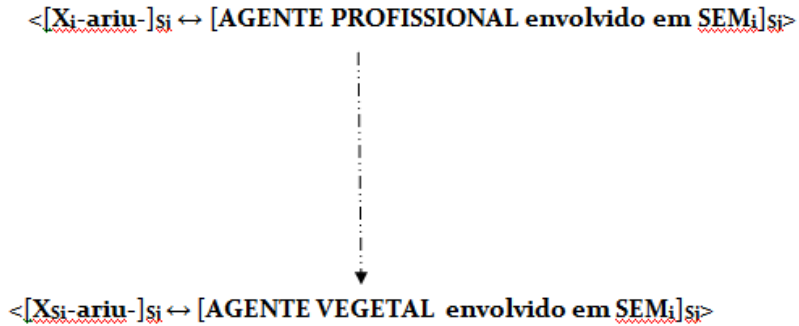 <[Xi-ariu-]Sj ↔ [AGENTE PROFISSIONAL envolvido em SEMi]Sj>
<[XSi-ariu-]Sj ↔ [AGENTE VEGETAL envolvido em SEMi]Sj>